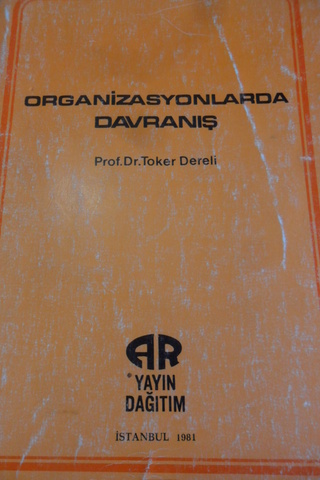 ORGANİZASYONLARDA
DAVRANIŞ
Prof.Dr.Toker Dereli
AR
YAYIN
DAĞITIM
İSTANBUL 1981